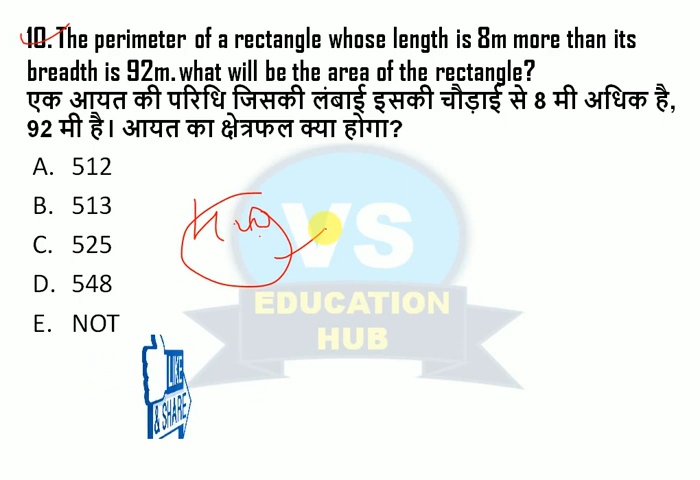 10. The perimeter of a rectangle whose length is 8m more than its
breadth is 92m. what will be the area of the rectangle?
एक आयत की परिधि जिसकी लंबाई इसकी चौड़ाई से 8 मी अधिक है,
92 मी है। आयत का क्षेत्रफल क्या होगा?
A. 512
B. 513
C. 525
D. 548
E. NOT
VS
EDUCATION
HUB
LIKE
& SHARE